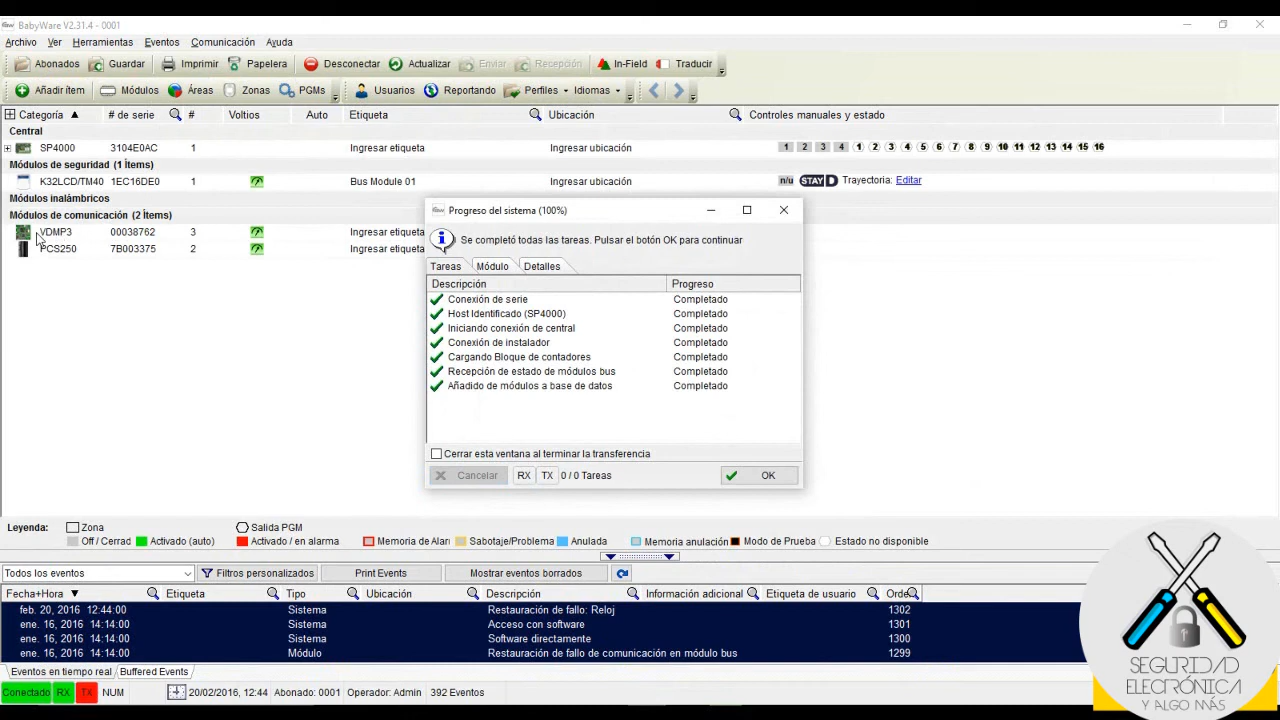 BabyWare V2.31.4 - 0001
Archivo Ver Herramientas Eventos Comunicación Ayuda
Abonados Guardar Imprimir Papelera Desconectar Actualizar Enviar Recepción In-Field Traducir
Añadir ítem Módulos Áreas Zonas PGMs Usuarios Reportando Perfiles Idiomas
Categoría # de serie # Voltios Auto Etiqueta Ubicación Controles manuales y estado
Central
SP4000 3104E0AC 1 Ingresar etiqueta Ingresar ubicación 1 2 3 4 1 2 3 4 5 6 7 8 9 10 11 12 13 14 15 16
Módulos de seguridad (1 Ítems)
K32LCD/TM40 1EC16DE0 1 Bus Module 01 Ingresar ubicación n/u STAY D Trayectoria: Editar
Módulos inalámbricos
Módulos de comunicación (2 Ítems)
VDMP3 00038762 3 Ingresar etiqueta
PCS250 7B003375 2 Ingresar etiqueta
Progreso del sistema (100%)
Se completó todas las tareas. Pulsar el botón OK para continuar
Tareas Módulo Detalles
Descripción Progreso
Conexión de serie Completado
Host Identificado (SP4000) Completado
Iniciando conexión de central Completado
Conexión de instalador Completado
Cargando Bloque de contadores Completado
Recepción de estado de módulos bus Completado
Añadido de módulos a base de datos Completado
Cerrar esta ventana al terminar la transferencia
Cancelar RX TX 0 / 0 Tareas OK
Leyenda: Zona Salida PGM
Off / Cerrad Activado (auto) Activado / en alarma Memoria de Alar Sabotaje/Problema Anulada Memoria anulación Modo de Prueba Estado no disponible
Todos los eventos Filtros personalizados Print Events Mostrar eventos borrados
Fecha+Hora Etiqueta Tipo Ubicación Descripción Información adicional Etiqueta de usuario Orde
feb. 20, 2016 12:44:00 Sistema Restauración de fallo: Reloj 1302
ene. 16, 2016 14:14:00 Sistema Acceso con software 1301
ene. 16, 2016 14:14:00 Sistema Software directamente 1300
ene. 16, 2016 14:14:00 Módulo Restauración de fallo de comunicación en módulo bus 1299
Eventos en tiempo real Buffered Events
Conectado RX TX NUM 20/02/2016, 12:44 Abonado: 0001 Operador: Admin 392 Eventos
SEGURIDAD
ELECTRÓNICA
Y ALGO MÁS